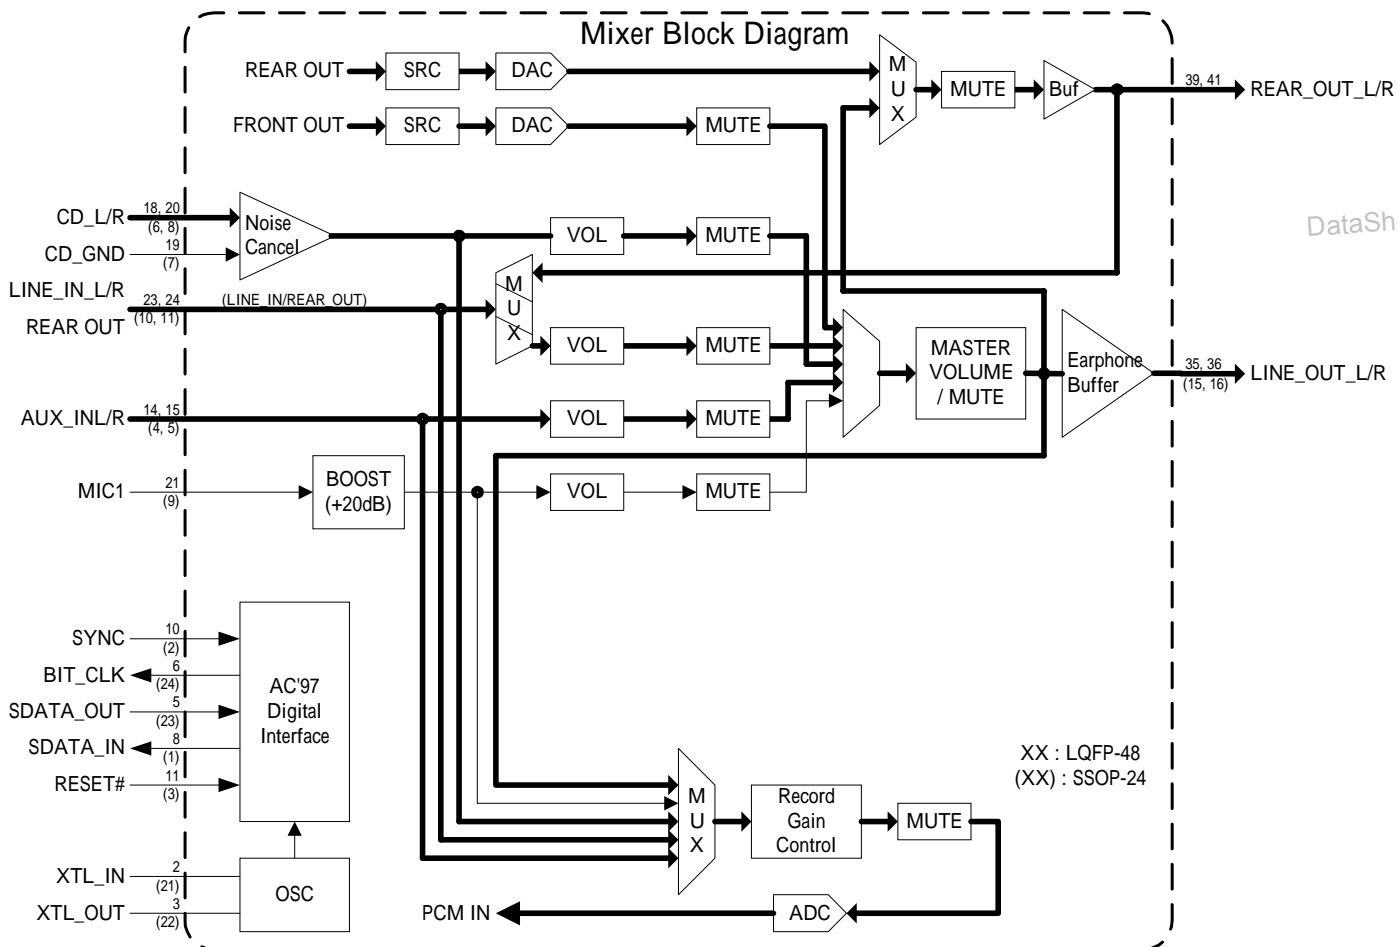 Mixer Block Diagram
REAR OUT
SRC
DAC
M
U
X
MUTE
Buf
39, 41
REAR_OUT_L/R
FRONT OUT
SRC
DAC
MUTE
CD_L/R
18, 20
(6, 8)
Noise
Cancel
CD_GND
19
(7)
VOL
MUTE
DataSh
LINE_IN_L/R
23, 24
(10, 11)
(LINE_IN/REAR_OUT)
REAR OUT
M
U
X
VOL
MUTE
MASTER
VOLUME
/ MUTE
Earphone
Buffer
35, 36
(15, 16)
LINE_OUT_L/R
AUX_INL/R
14, 15
(4, 5)
VOL
MUTE
MIC1
21
(9)
BOOST
(+20dB)
VOL
MUTE
SYNC
10
(2)
BIT_CLK
6
(24)
SDATA_OUT
5
(23)
SDATA_IN
8
(1)
RESET#
11
(3)
AC'97
Digital
Interface
XX : LQFP-48
(XX) : SSOP-24
M
U
X
Record
Gain
Control
MUTE
XTL_IN
2
(21)
XTL_OUT
3
(22)
OSC
PCM IN
ADC